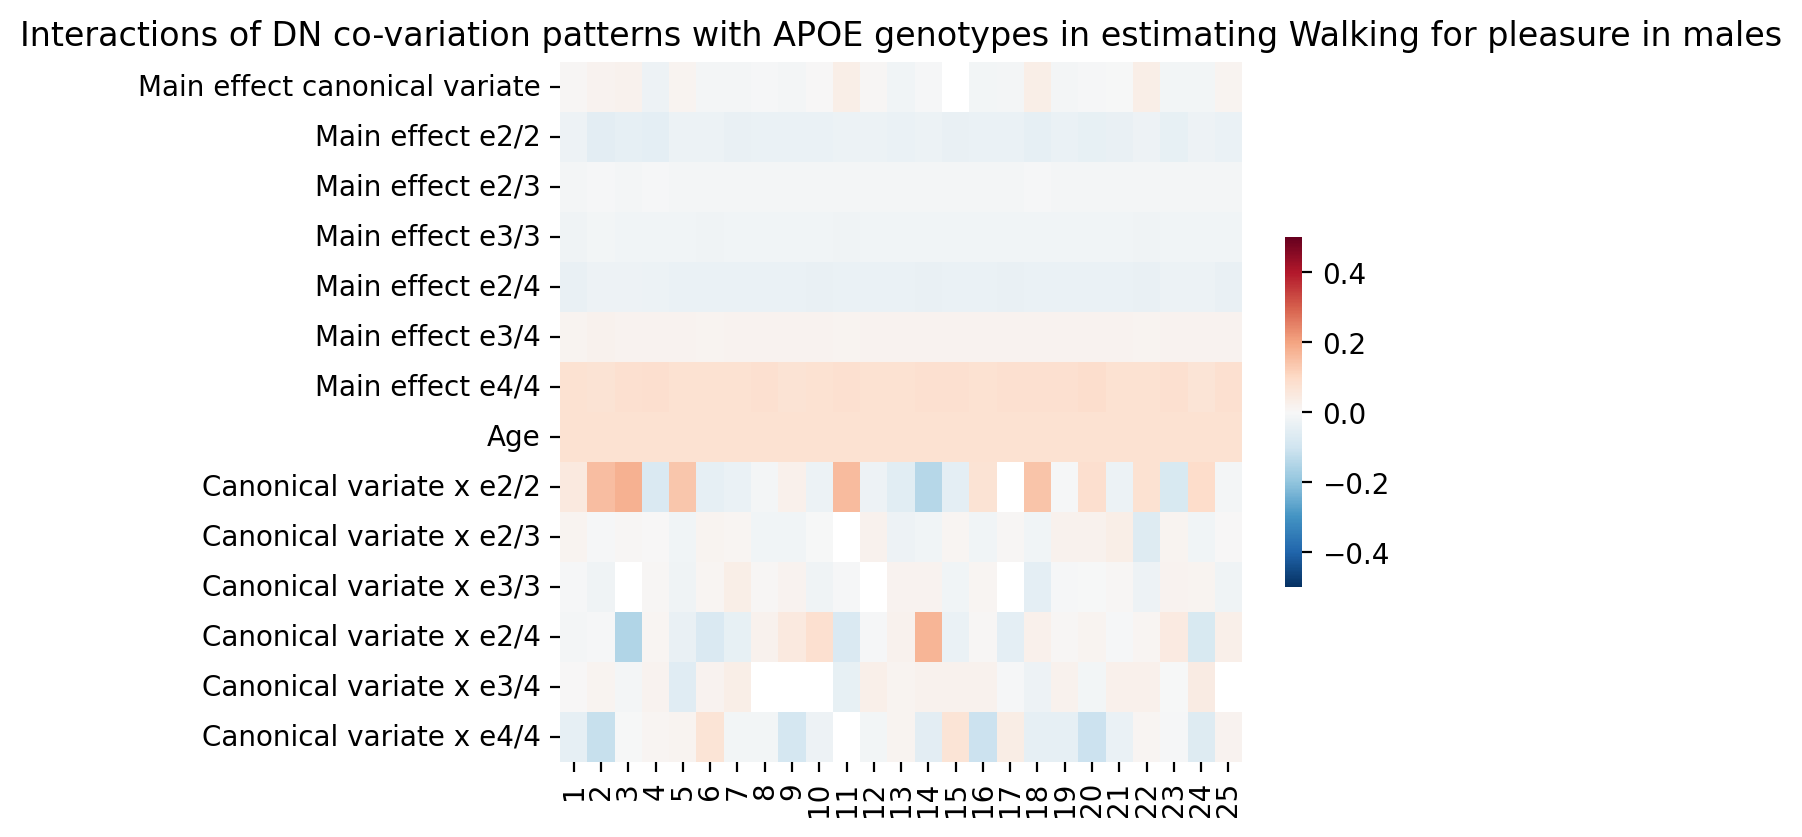 Interactions of DN co-variation patterns with APOE genotypes in estimating Walking for pleasure in males
Main effect canonical variate
Main effect e2/2
Main effect e2/3
Main effect e3/3
Main effect e2/4
Main effect e3/4
Main effect e4/4
Age
Canonical variate x e2/2
Canonical variate x e2/3
Canonical variate x e3/3
Canonical variate x e2/4
Canonical variate x e3/4
Canonical variate x e4/4
1 2 3 4 5 6 7 8 9 10 11 12 13 14 15 16 17 18 19 20 21 22 23 24 25
0.4
0.2
0.0
−0.2
−0.4